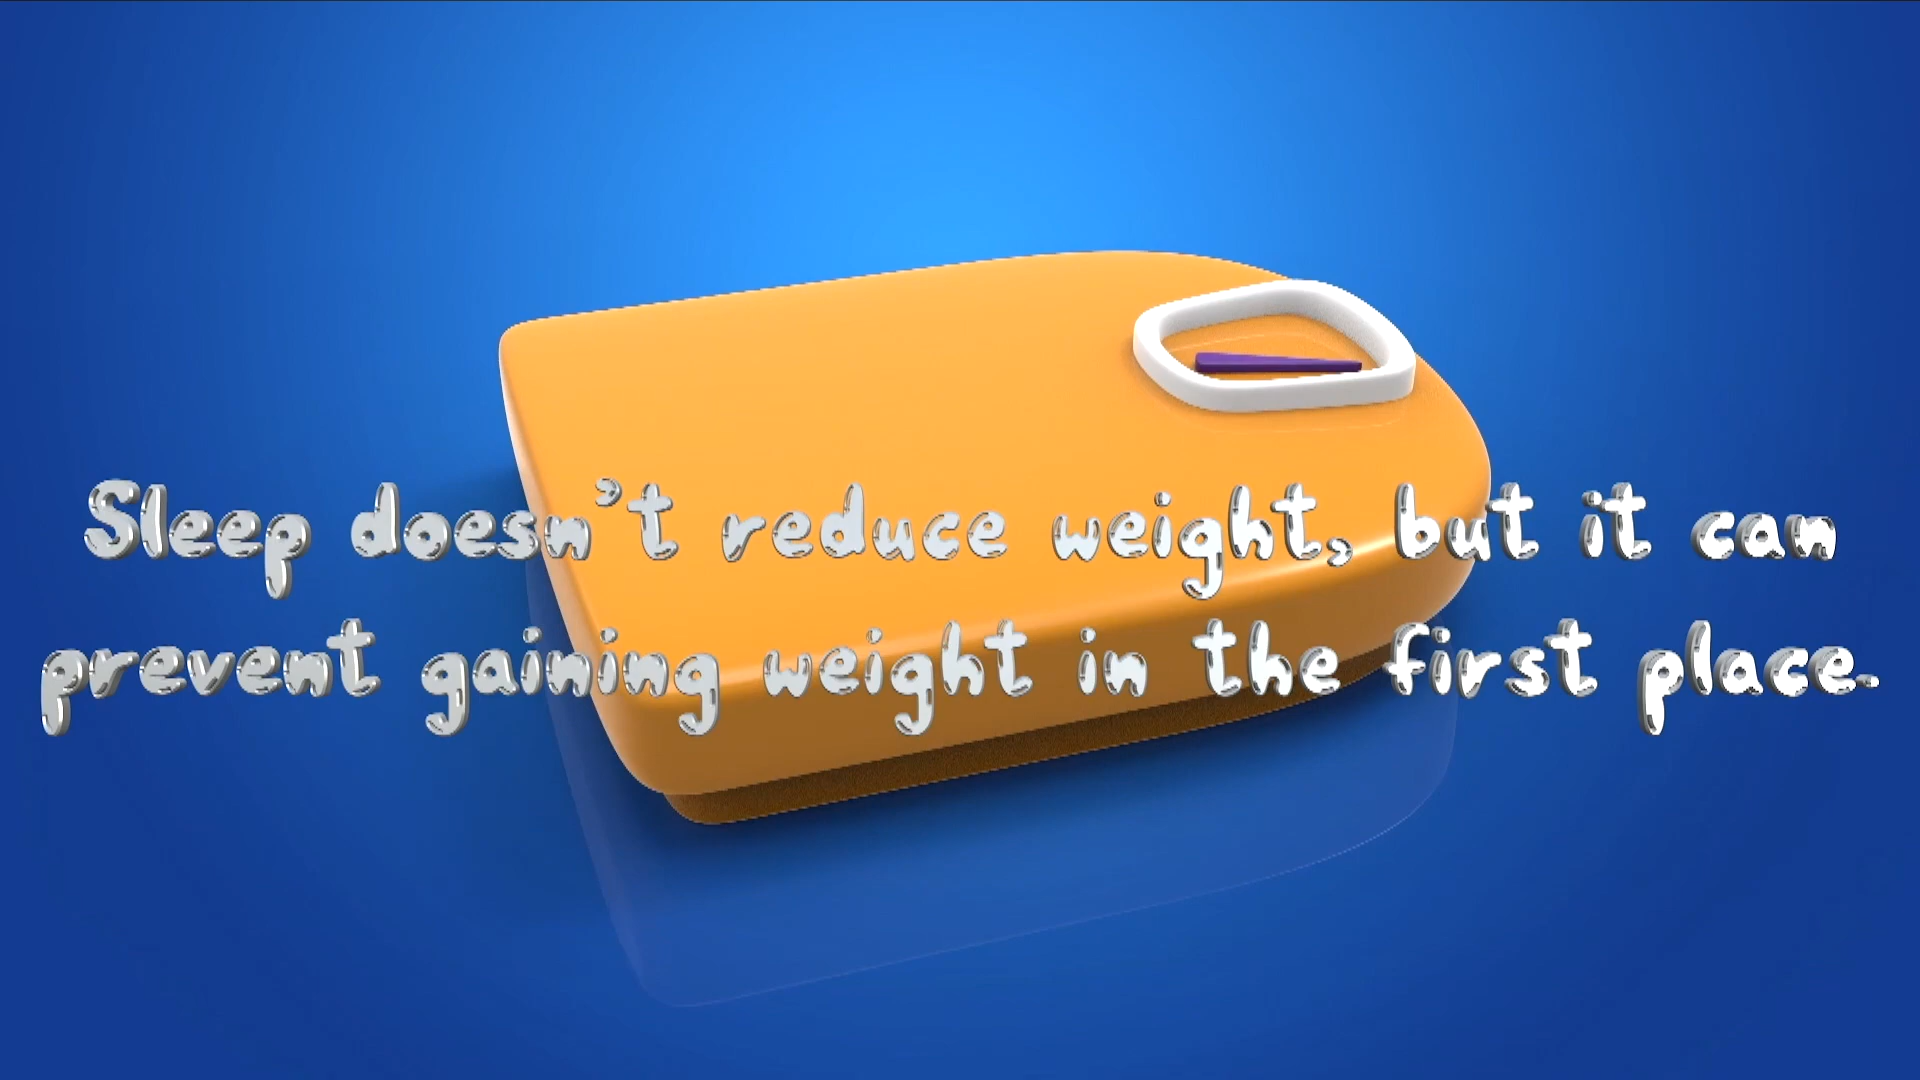 Sleep doesn't reduce weight, but it can
prevent gaining weight in the first place.